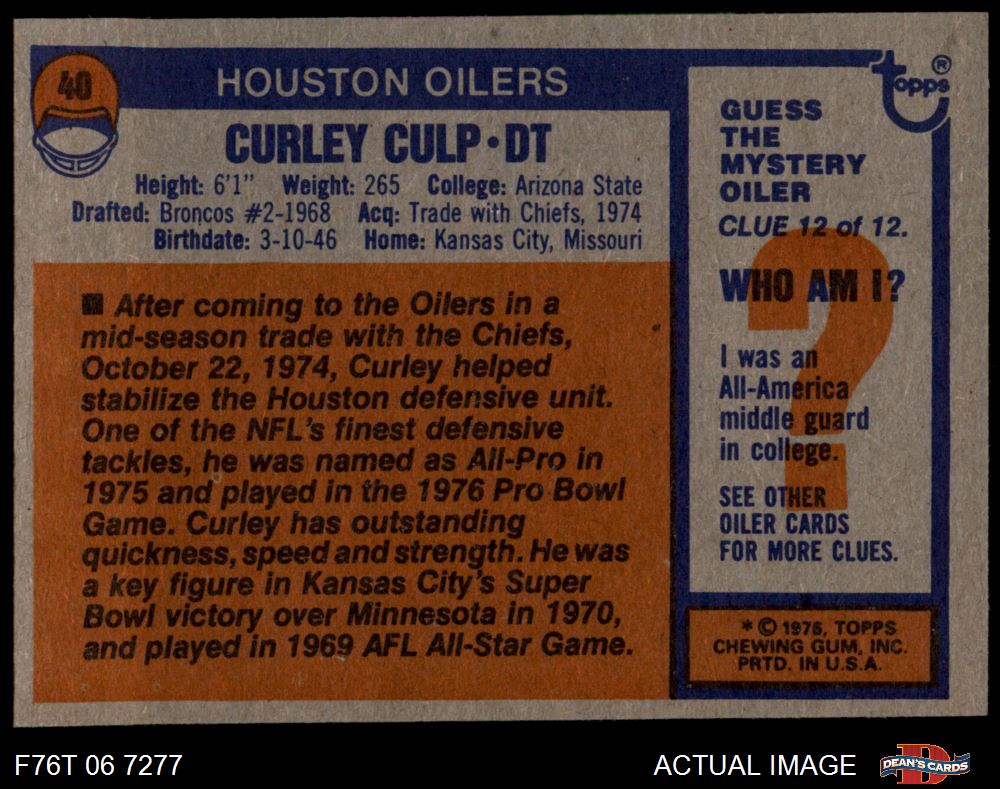 40
HOUSTON OILERS
CURLEY CULP•DT
Height: 6'1" Weight: 265 College: Arizona State
Drafted: Broncos #2-1968 Acq: Trade with Chiefs, 1974
Birthdate: 3-10-46 Home: Kansas City, Missouri
■ After coming to the Oilers in a
mid-season trade with the Chiefs,
October 22, 1974, Curley helped
stabilize the Houston defensive unit.
One of the NFL's finest defensive
tackles, he was named as All-Pro in
1975 and played in the 1976 Pro Bowl
Game. Curley has outstanding
quickness, speed and strength. He was
a key figure in Kansas City's Super
Bowl victory over Minnesota in 1970,
and played in 1969 AFL All-Star Game.
topps®
GUESS
THE
MYSTERY
OILER
CLUE 12 of 12.
WHO AM I?
I was an
All-America
middle guard
in college.
SEE OTHER
OILER CARDS
FOR MORE CLUES.
* © 1976, TOPPS
CHEWING GUM, INC.
PRTD. IN U.S.A.
F76T 06 7277
ACTUAL IMAGE
DEAN'S CARDS